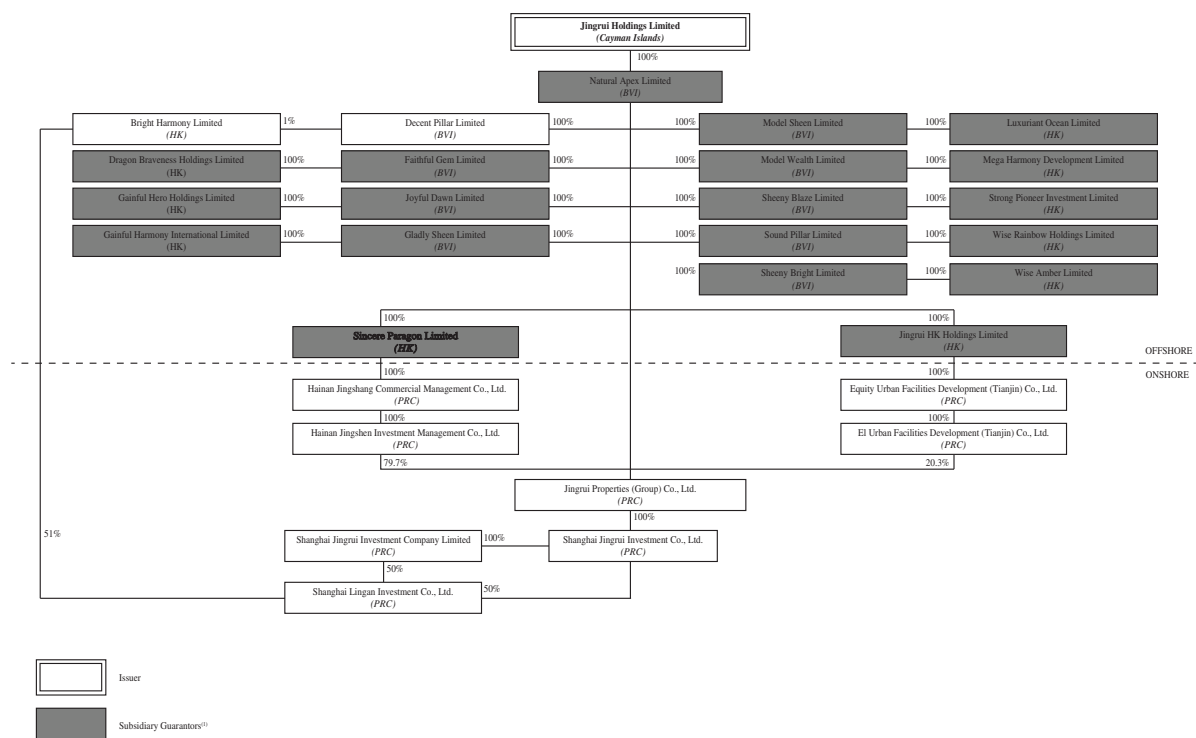 Jingrui Holdings Limited
(Cayman Islands)
100%
Natural Apex Limited
(BVI)
Bright Harmony Limited
(HK)
1%
Decent Pillar Limited
(BVI)
100%
100%
Model Sheen Limited
(BVI)
100%
Luxuriant Ocean Limited
(HK)
Dragon Braveness Holdings Limited
(HK)
100%
Faithful Gem Limited
(BVI)
100%
100%
Model Wealth Limited
(BVI)
100%
Mega Harmony Development Limited
(HK)
Gainful Hero Holdings Limited
(HK)
100%
Joyful Dawn Limited
(BVI)
100%
100%
Sheeny Blaze Limited
(BVI)
100%
Strong Pioneer Investment Limited
(HK)
Gainful Harmony International Limited
(HK)
100%
Gladly Sheen Limited
(BVI)
100%
100%
Sound Pillar Limited
(BVI)
100%
Wise Rainbow Holdings Limited
(HK)
100%
Sheeny Bright Limited
(BVI)
100%
Wise Amber Limited
(HK)
100%
100%
Sincere Paragon Limited
(HK)
Jingrui HK Holdings Limited
(HK)
OFFSHORE
ONSHORE
100%
100%
Hainan Jingshang Commercial Management Co., Ltd.
(PRC)
Equity Urban Facilities Development (Tianjin) Co., Ltd.
(PRC)
100%
100%
Hainan Jingshen Investment Management Co., Ltd.
(PRC)
El Urban Facilities Development (Tianjin) Co., Ltd.
(PRC)
79.7%
20.3%
Jingrui Properties (Group) Co., Ltd.
(PRC)
100%
51%
Shanghai Jingrui Investment Company Limited
(PRC)
100%
Shanghai Jingrui Investment Co., Ltd.
(PRC)
50%
Shanghai Lingan Investment Co., Ltd.
(PRC)
50%
Issuer
Subsidiary Guarantors(1)